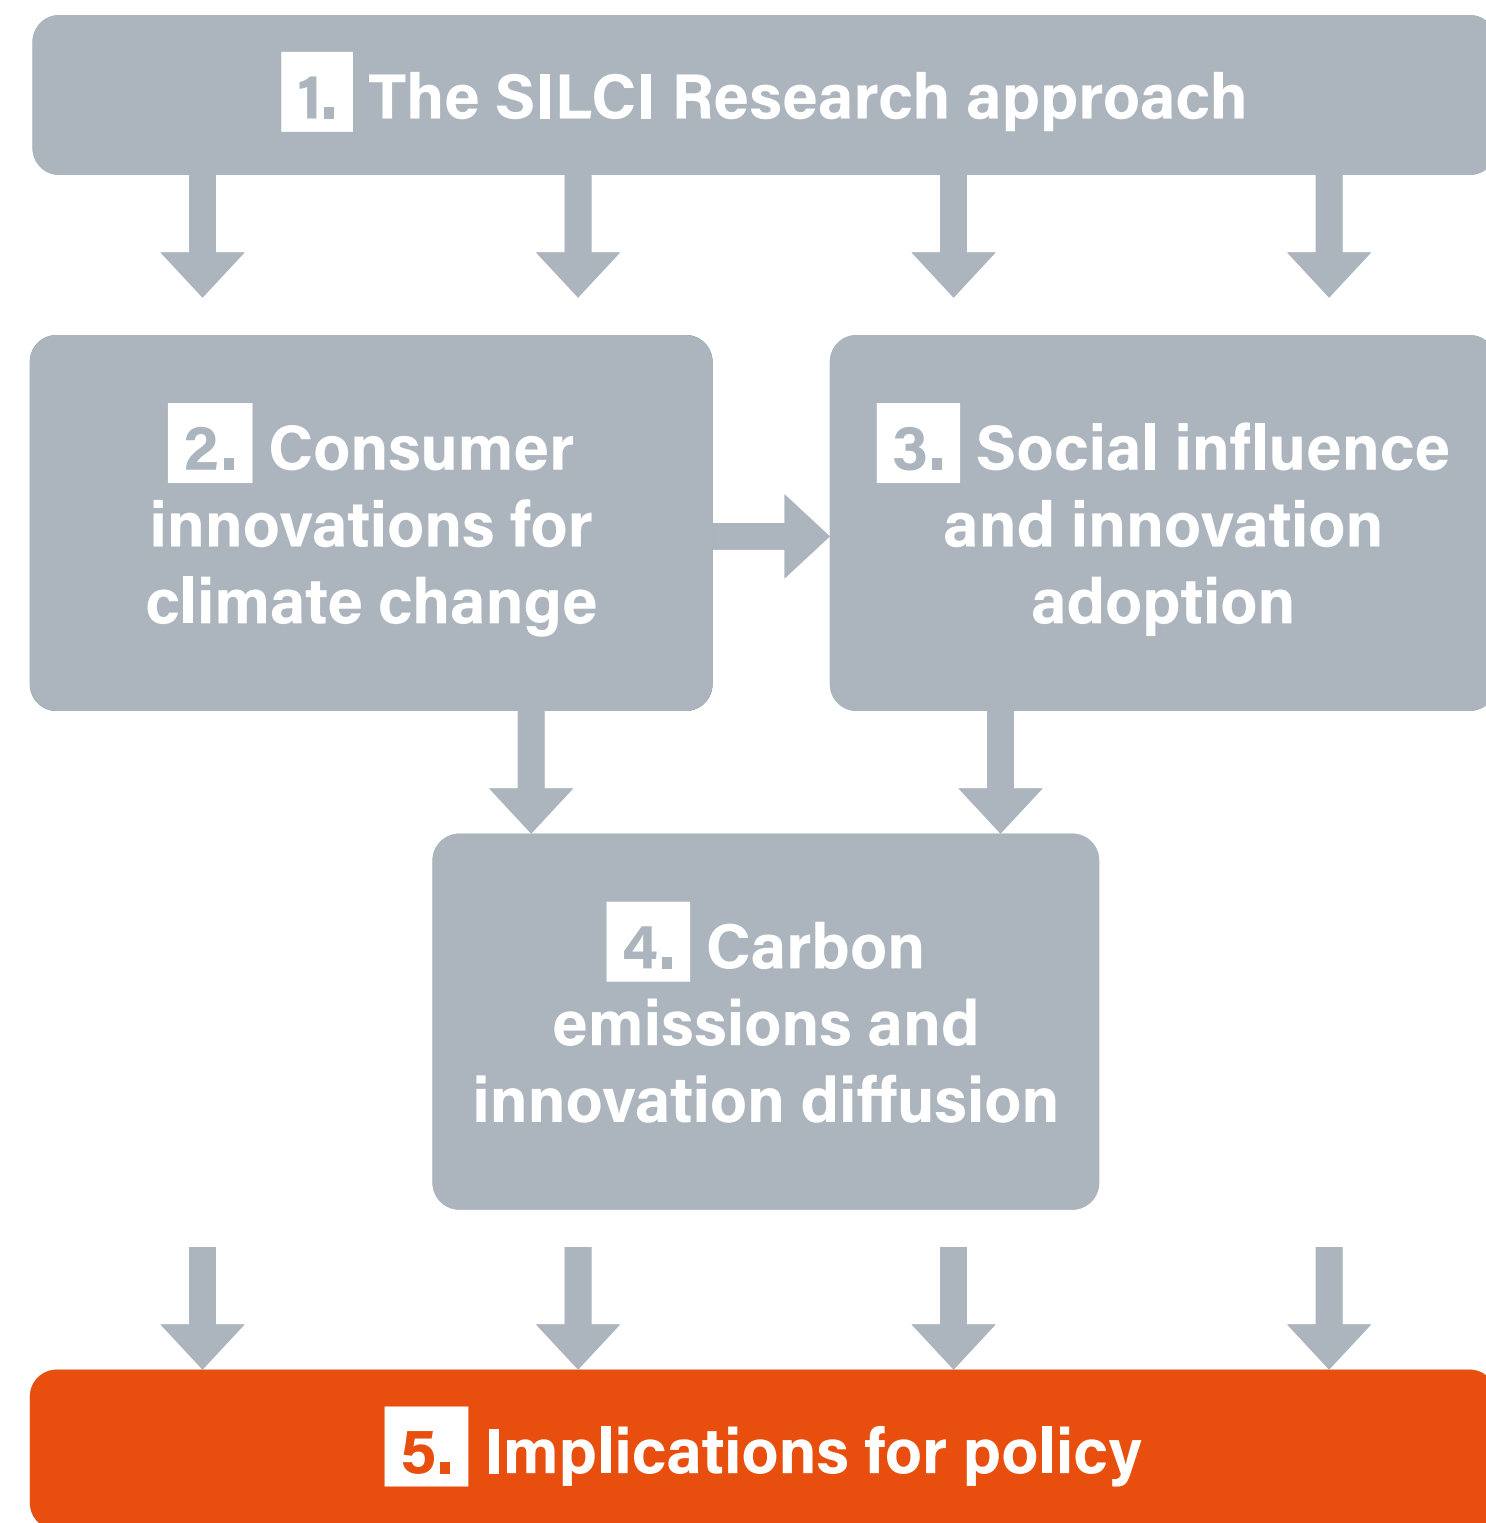 1. The SILCI Research approach
2. Consumer
innovations for
climate change
3. Social influence
and innovation
adoption
4. Carbon
emissions and
innovation diffusion
5. Implications for policy